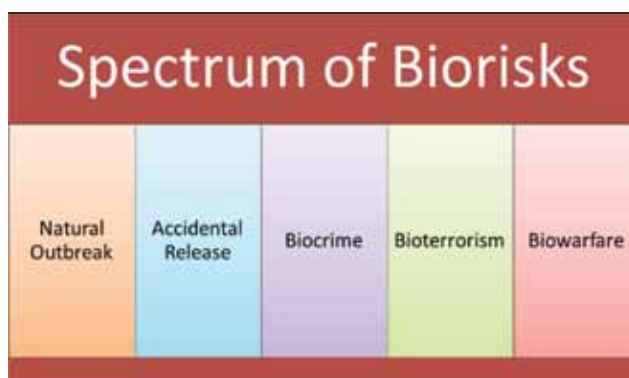 Spectrum of Biorisks
Natural
Outbreak
Accidental
Release
Biocrime
Bioterrorism
Biowarfare